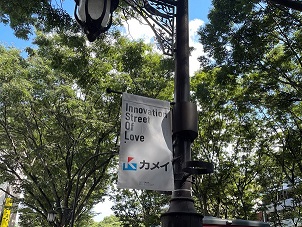 Innovation
Street
Of
Love
カメイ